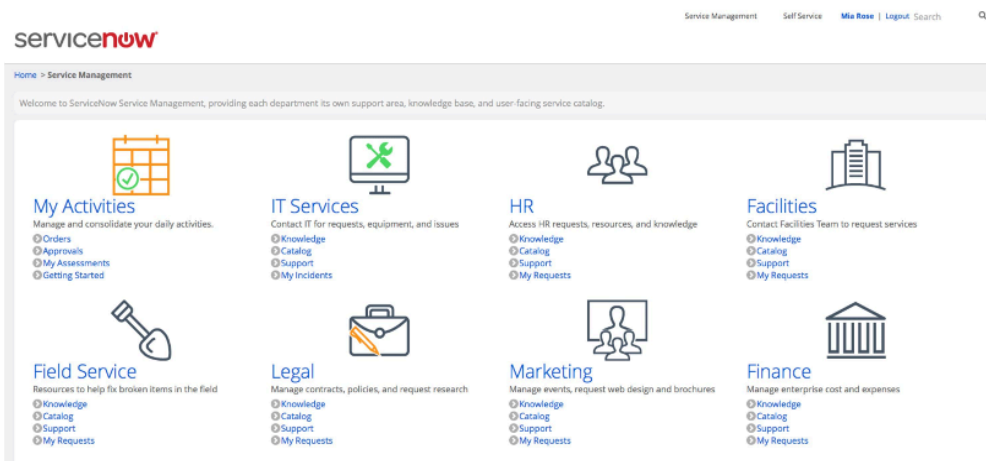 Service Management Self Service Mia Rose | Logout Search
servicenow
Home > Service Management
Welcome to ServiceNow Service Management, providing each department its own support area, knowledge base, and user-facing service catalog.
My Activities
Manage and consolidate your daily activities.
Orders
Approvals
My Assessments
Getting Started
IT Services
Contact IT for requests, equipment, and issues
Knowledge
Catalog
Support
My Incidents
HR
Access HR requests, resources, and knowledge
Knowledge
Catalog
Support
My Requests
Facilities
Contact Facilities Team to request services
Knowledge
Catalog
Support
My Requests
Field Service
Resources to help fix broken items in the field
Knowledge
Catalog
Support
My Requests
Legal
Manage contracts, policies, and request research
Knowledge
Catalog
Support
My Requests
Marketing
Manage events, request web design and brochures
Knowledge
Catalog
Support
My Requests
Finance
Manage enterprise cost and expenses
Knowledge
Catalog
Support
My Requests